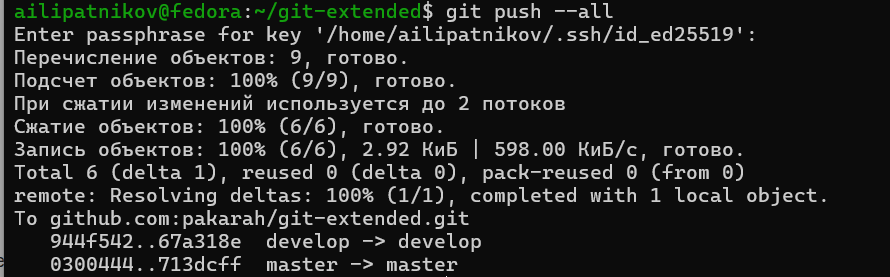 ailipatnikov@fedora:~/git-extended$ git push --all
Enter passphrase for key '/home/ailipatnikov/.ssh/id_ed25519':
Перечисление объектов: 9, готово.
Подсчет объектов: 100% (9/9), готово.
При сжатии изменений используется до 2 потоков
Сжатие объектов: 100% (6/6), готово.
Запись объектов: 100% (6/6), 2.92 КиБ | 598.00 КиБ/с, готово.
Total 6 (delta 1), reused 0 (delta 0), pack-reused 0 (from 0)
remote: Resolving deltas: 100% (1/1), completed with 1 local object.
To github.com:pakarah/git-extended.git
   944f542..67a318e  develop -> develop
   0300444..713dcff  master -> master